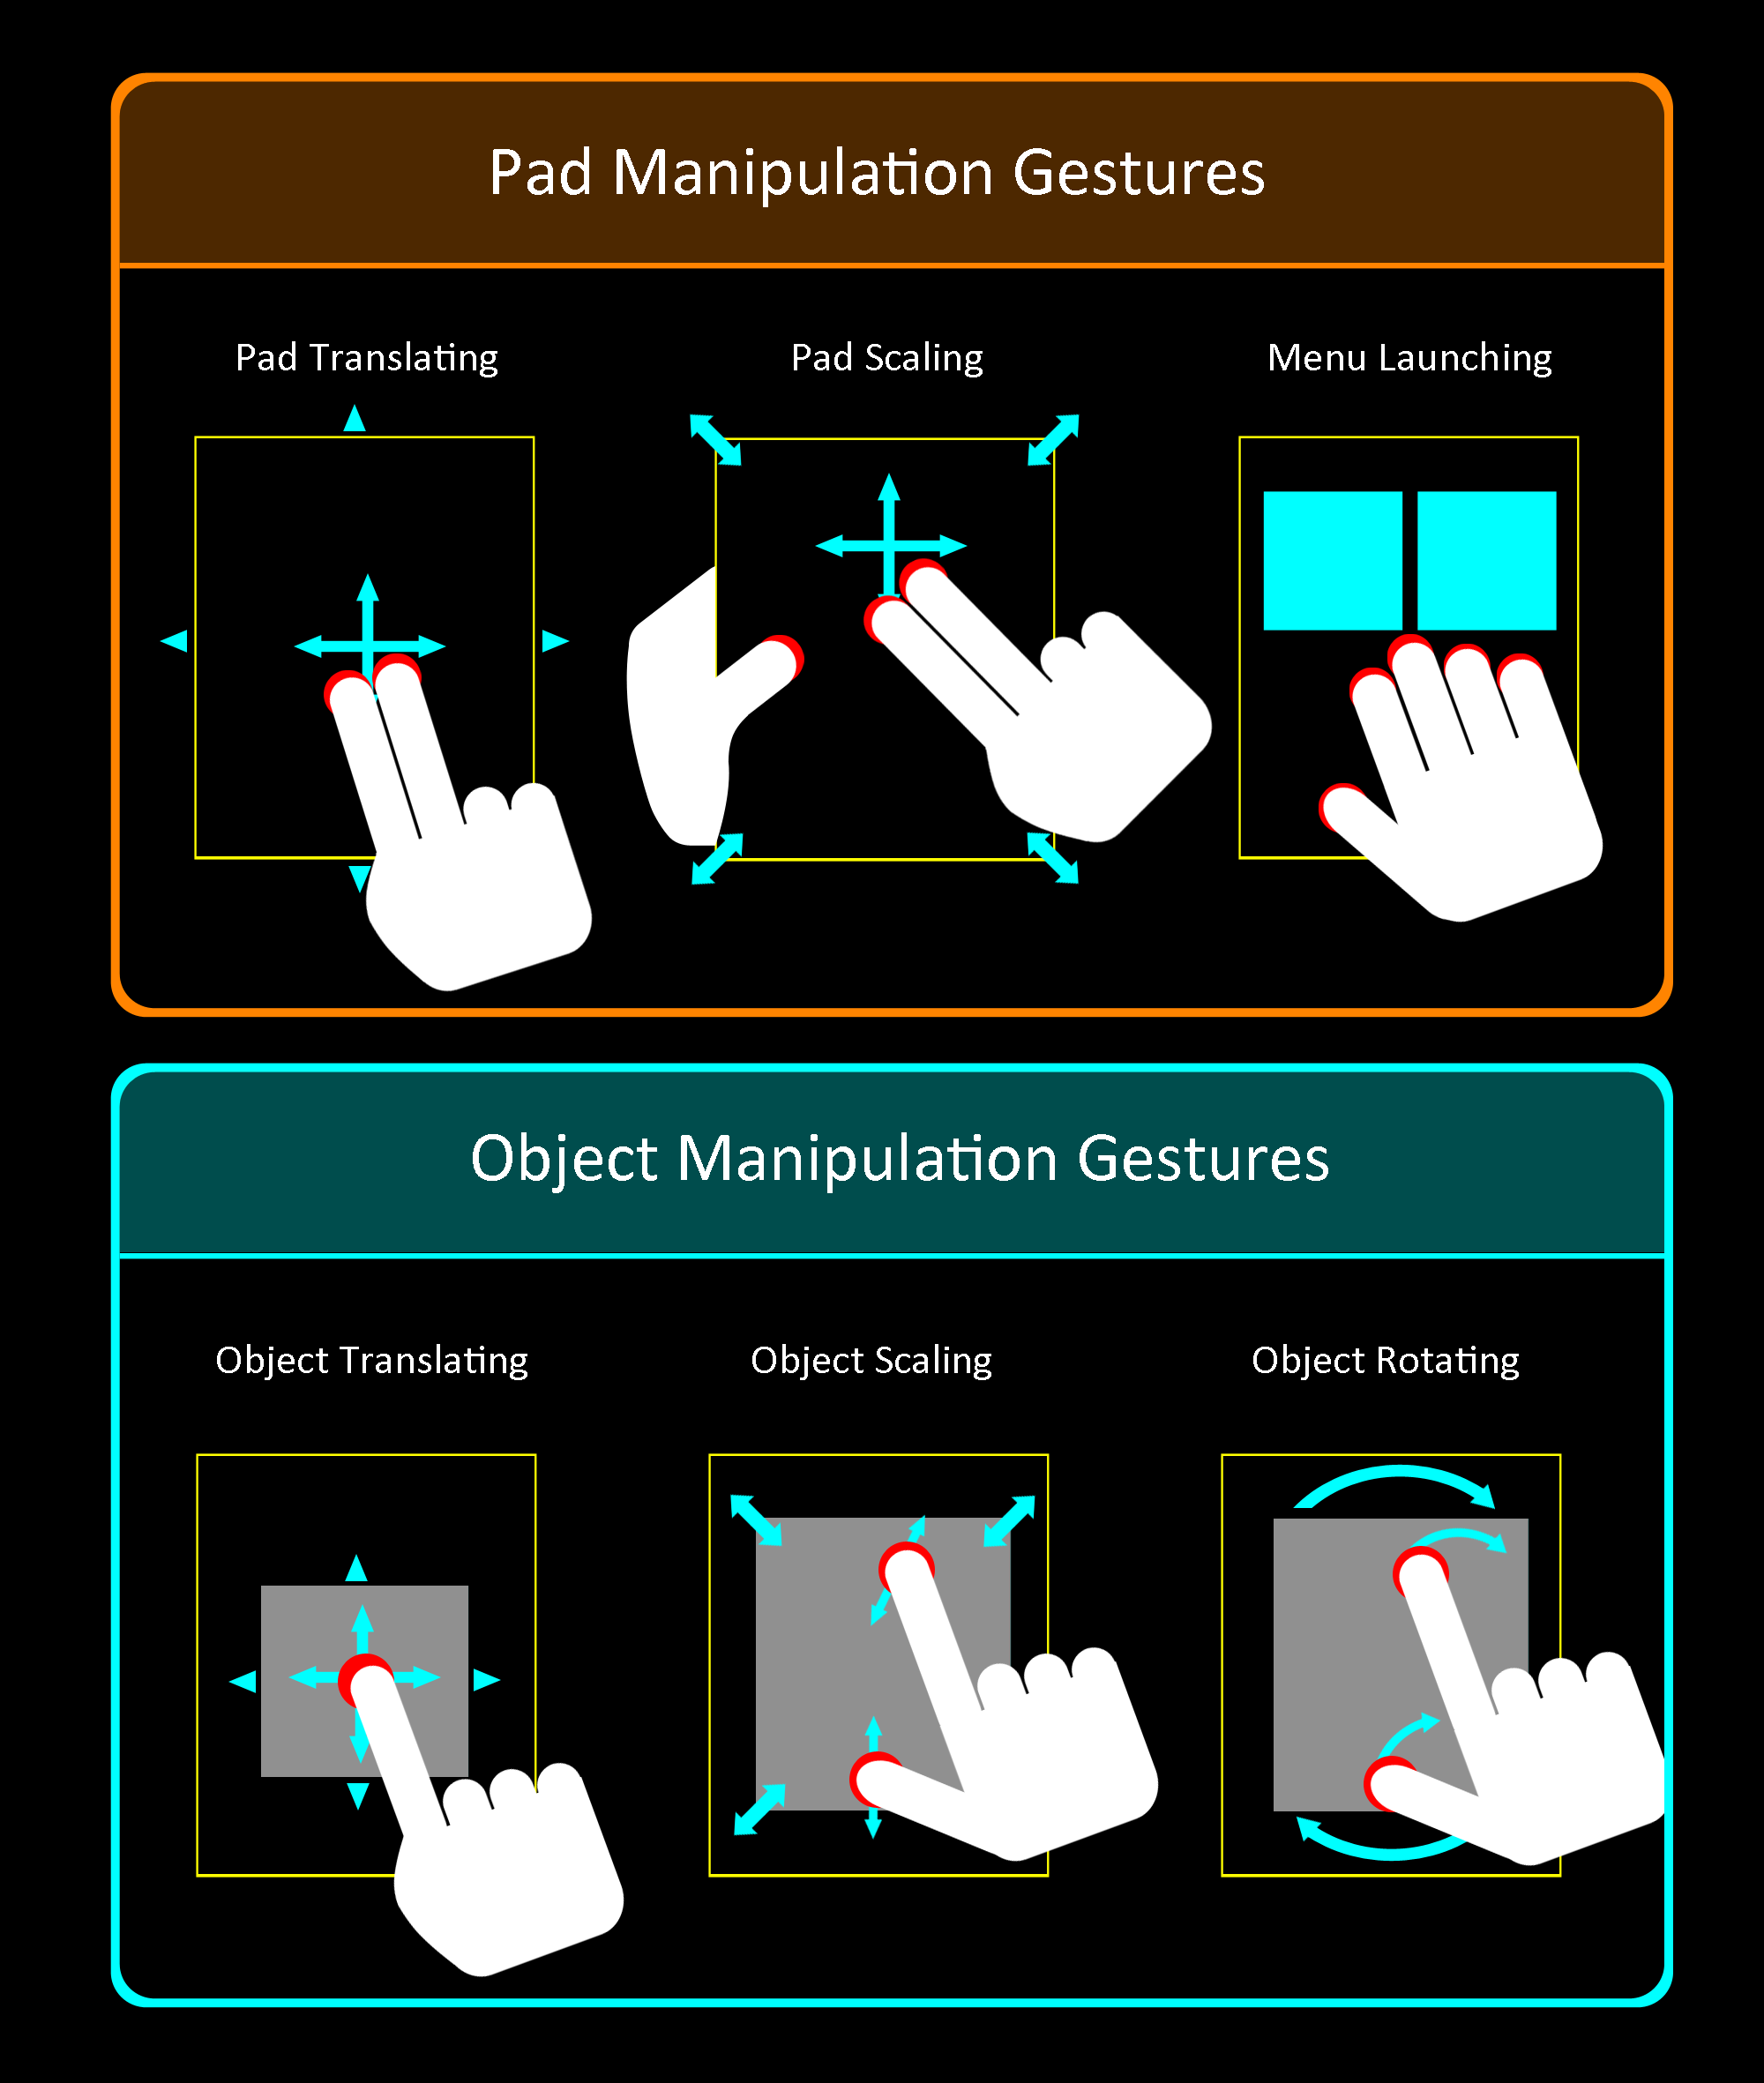 Pad Manipulation Gestures
Pad Translating
Pad Scaling
Menu Launching
Object Manipulation Gestures
Object Translating
Object Scaling
Object Rotating